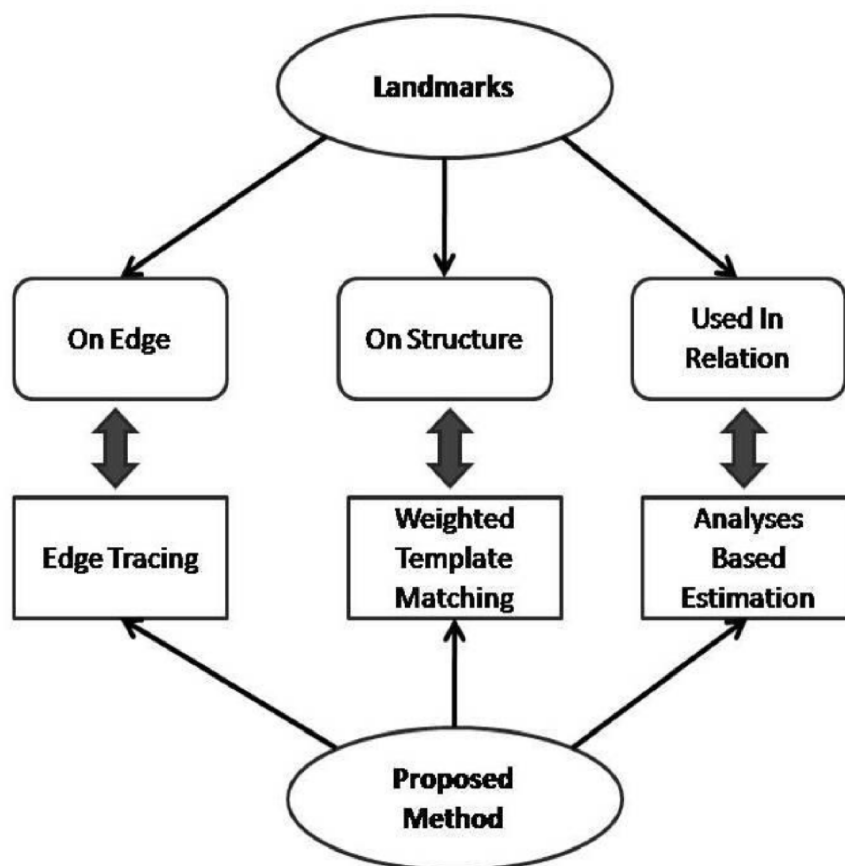 Landmarks
On Edge
On Structure
Used In
Relation
Edge Tracing
Weighted
Template
Matching
Analyses
Based
Estimation
Proposed
Method